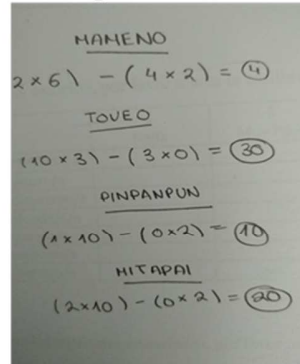 MAMENO
2 x 6) - (4 x 2) = 4
TOVEO
(10 x 3) - (3 x 0) = 30
PINPANPUN
(1 x 10) - (0 x 2) = 10
MITAPAI
(2 x 10) - (0 x 2) = 20